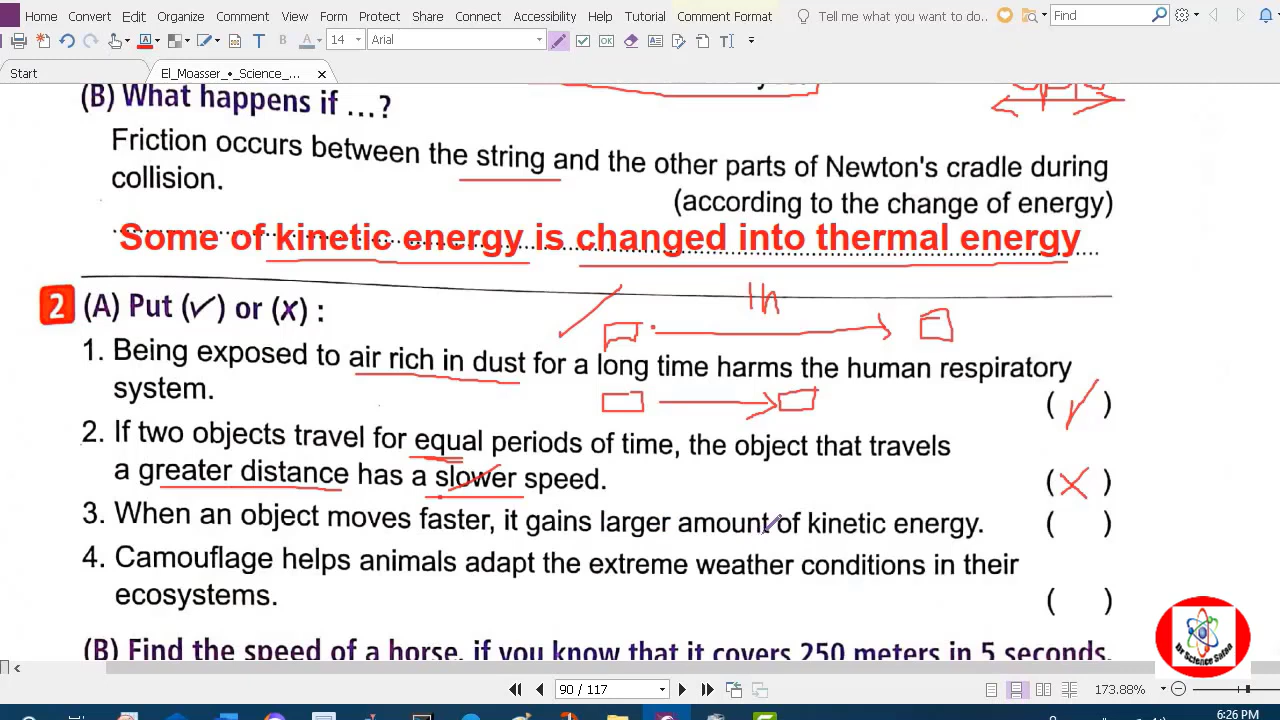 File Home Convert Edit Organize Comment View Form Protect Share Connect Accessibility Help Tutorial Comment Format Tell me what you want to do.. Find
14 Arial
Start El_Moasser_•_Science_...
(B) What happens if ...?
Friction occurs between the string and the other parts of Newton's cradle during
collision.
(according to the change of energy)
Some of kinetic energy is changed into thermal energy
2 (A) Put (✓) or (x) :
1h
1. Being exposed to air rich in dust for a long time harms the human respiratory
system. (✓)
2. If two objects travel for equal periods of time, the object that travels
a greater distance has a slower speed. (X)
3. When an object moves faster, it gains larger amount of kinetic energy. ( )
4. Camouflage helps animals adapt the extreme weather conditions in their
ecosystems. ( )
(B) Find the speed of a horse, if you know that it covers 250 meters in 5 seconds.
Dr Science Safaa
90 / 117 173.88%
6:26 PM